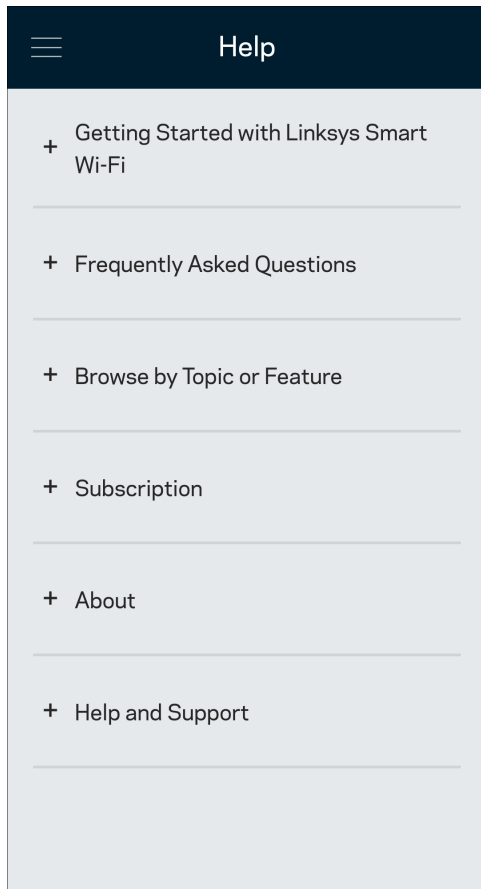 Help
+ Getting Started with Linksys Smart
Wi-Fi
+ Frequently Asked Questions
+ Browse by Topic or Feature
+ Subscription
+ About
+ Help and Support